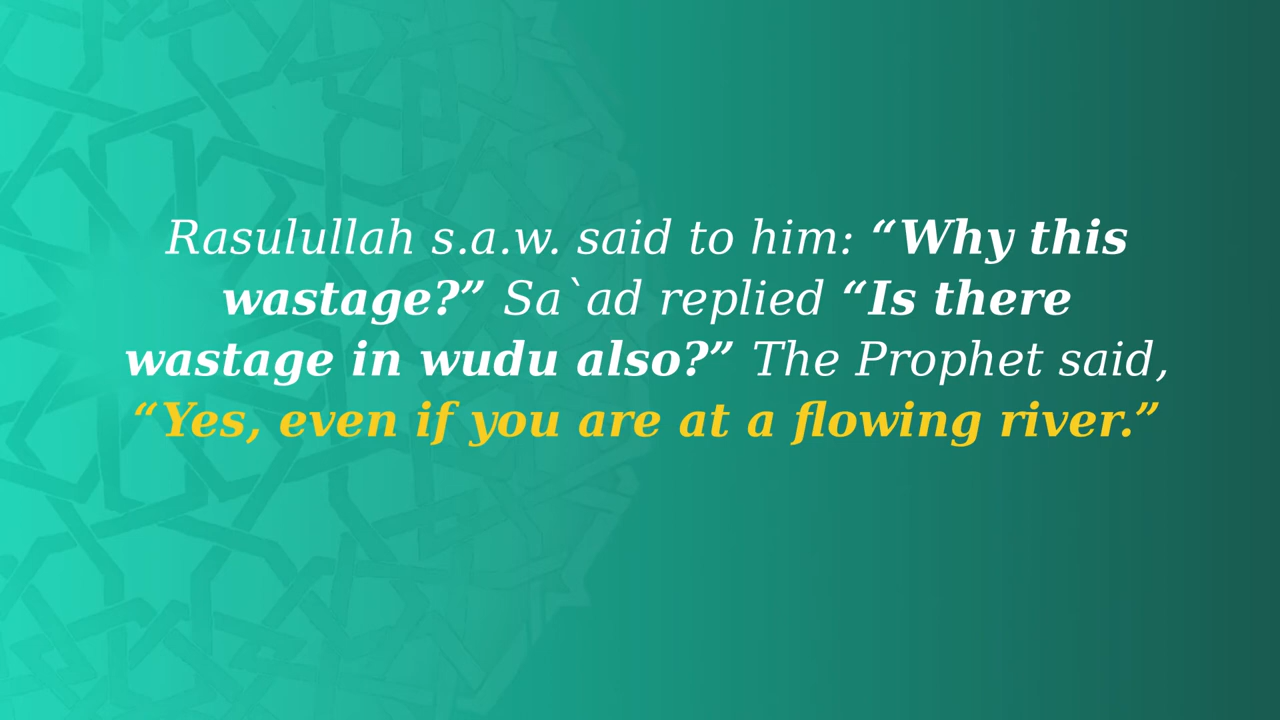 Rasulullah s.a.w. said to him: “Why this
wastage?” Sa`ad replied “Is there
wastage in wudu also?” The Prophet said,
“Yes, even if you are at a flowing river.”